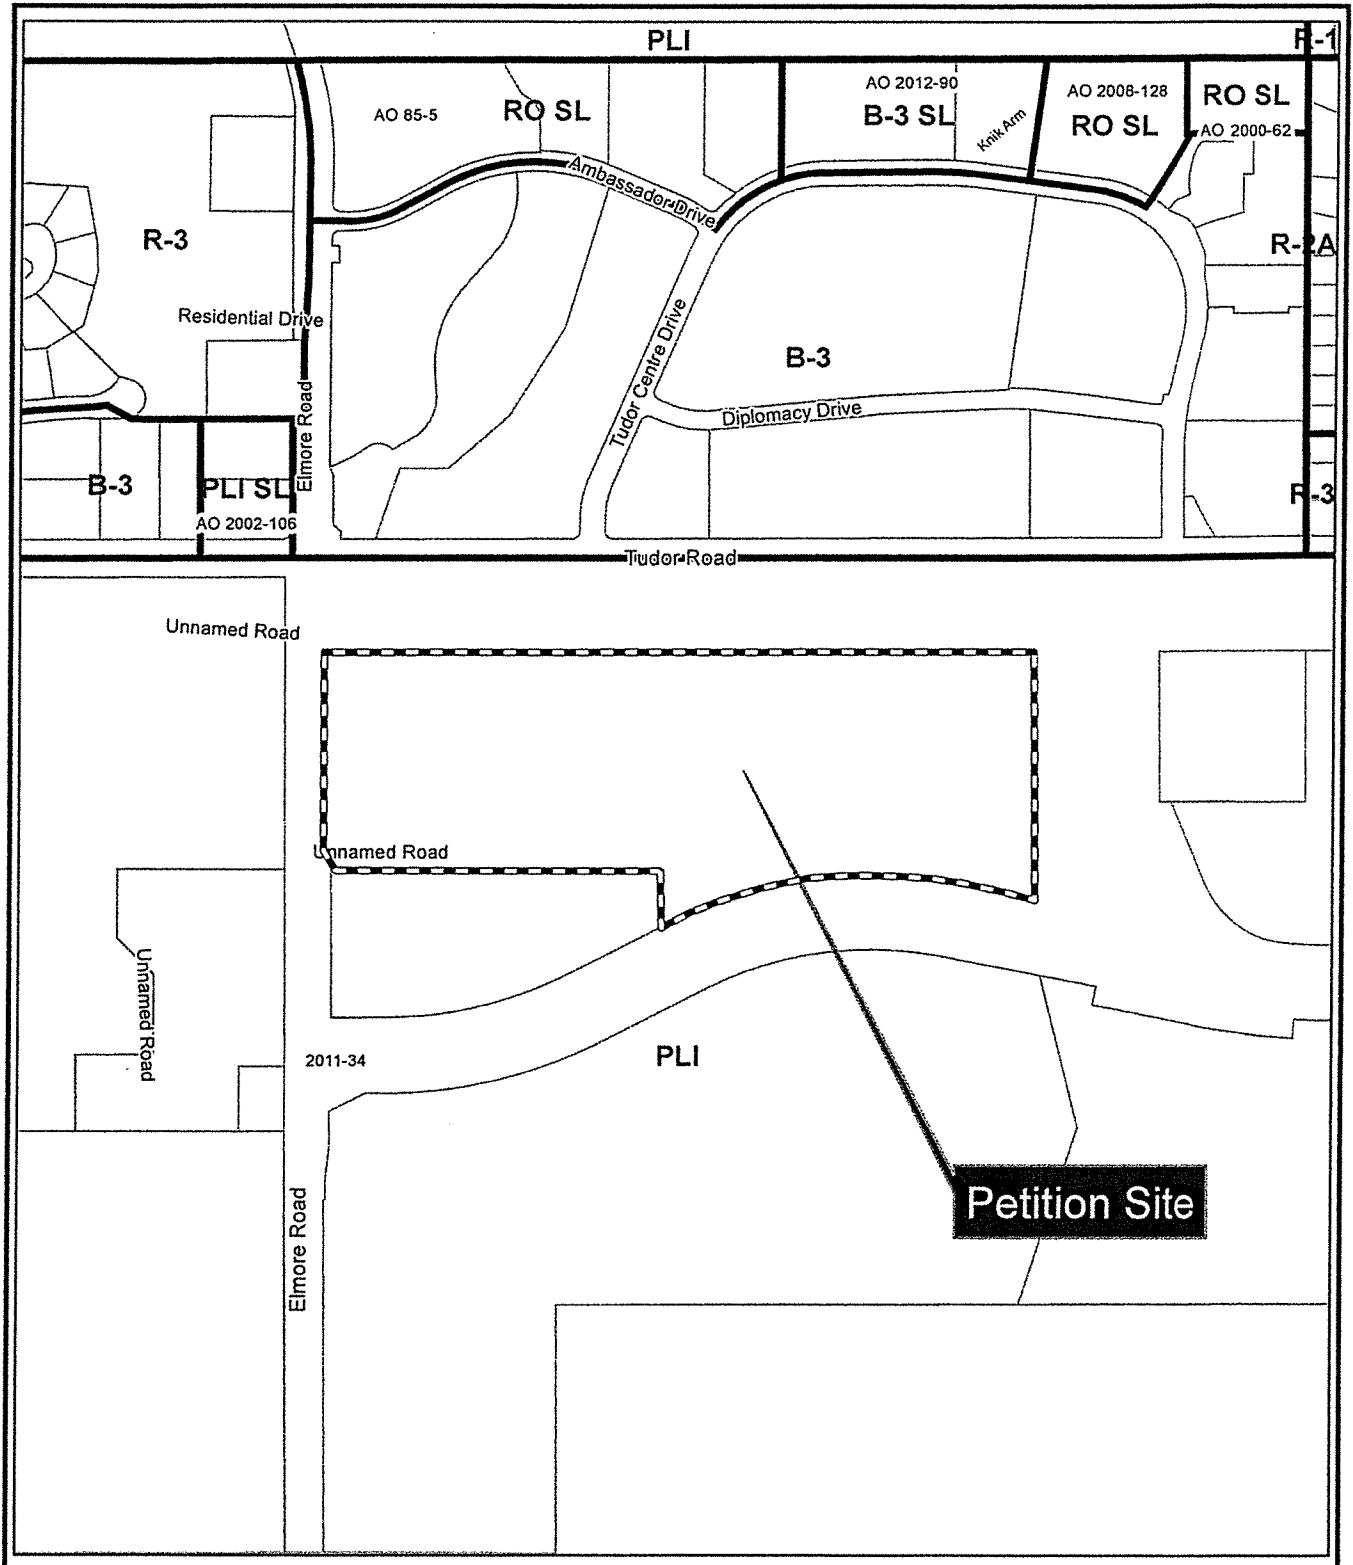 PLI
R-1
AO 85-5
RO SL
AO 2012-90
B-3 SL
Knik Arm
AO 2008-128
RO SL
RO SL
AO 2000-62
Ambassador Drive
R-3
R-2A
Residential Drive
Tudor Centre Drive
B-3
Elmore Road
Diplomacy Drive
B-3
PLI SL
AO 2002-106
R-3
Tudor Road
Unnamed Road
Unnamed Road
Unnamed Road
2011-34
PLI
Petition Site
Elmore Road